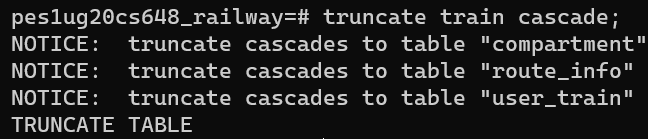 pes1ug20cs648_railway=# truncate train cascade;
NOTICE:  truncate cascades to table "compartment"
NOTICE:  truncate cascades to table "route_info"
NOTICE:  truncate cascades to table "user_train"
TRUNCATE TABLE